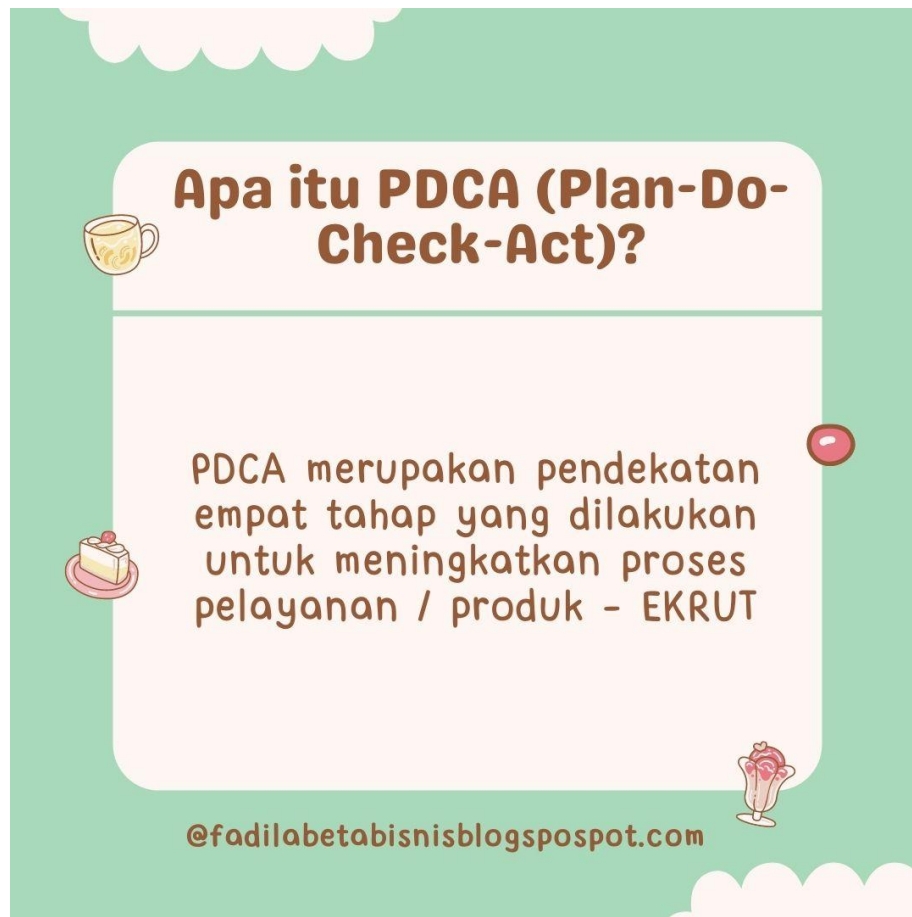 Apa itu PDCA (Plan-Do-
Check-Act)?
PDCA merupakan pendekatan
empat tahap yang dilakukan
untuk meningkatkan proses
pelayanan / produk - EKRUT
@fadilabetabisnisblogspospot.com